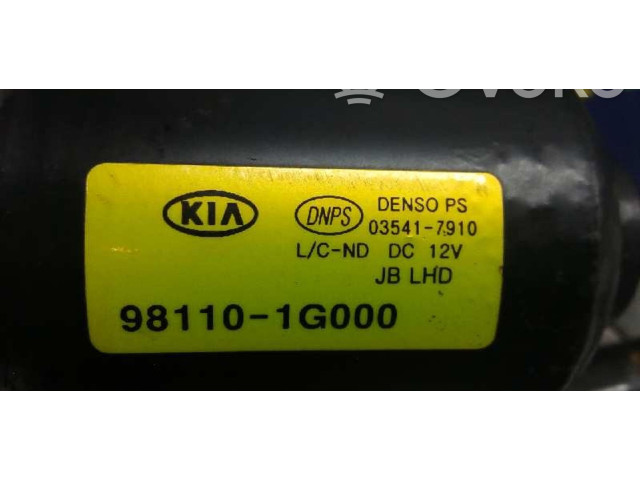 KIA
DNPS
DENSO PS
03541-7910
L/C-ND DC 12V
JB LHD
98110-1G000